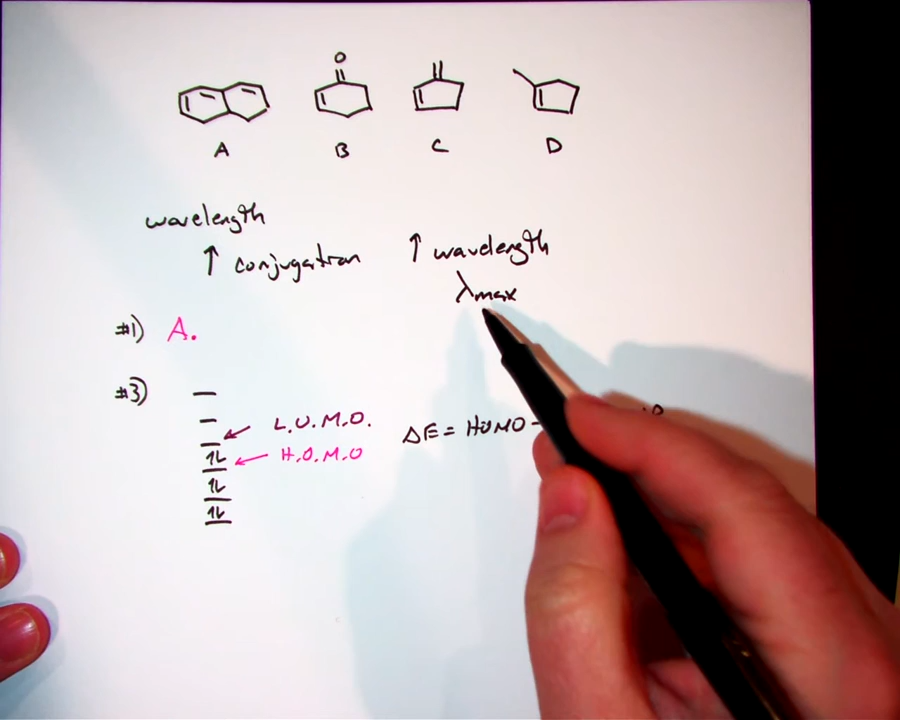 O
A B C D
wavelength
↑ conjugation ↑ wavelength
λmax
#1) A.
#3)
L.U.M.O.
ΔE = HOMO -
H.O.M.O